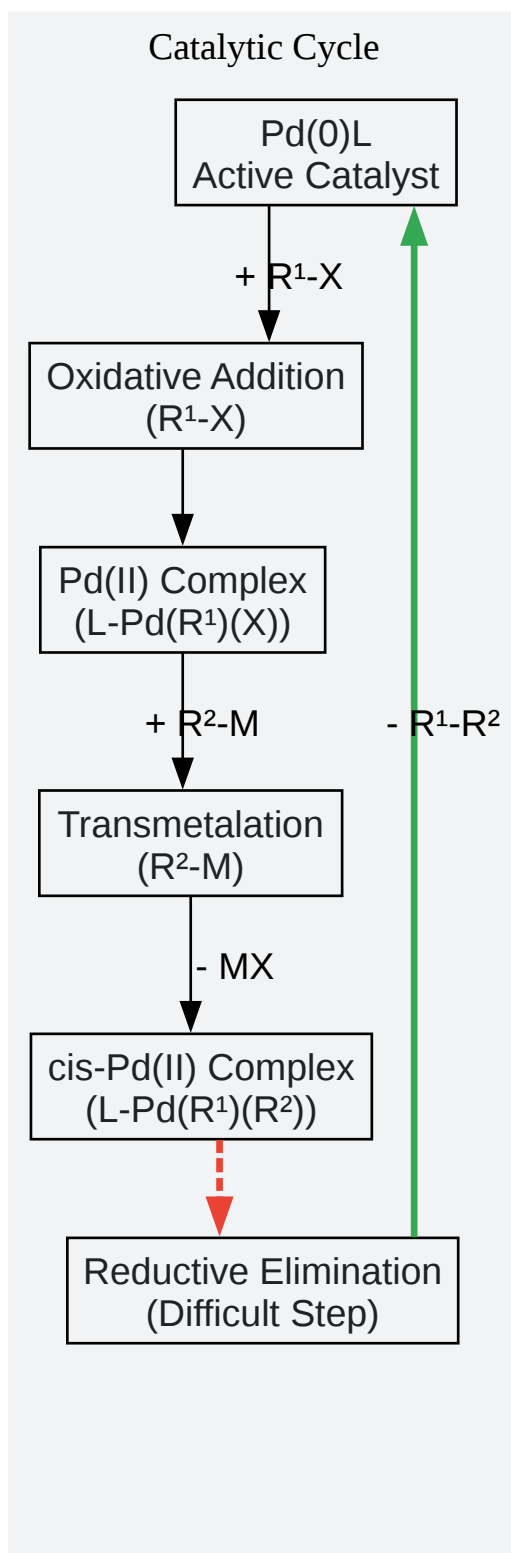 Catalytic Cycle
Pd(0)L
Active Catalyst
+ R¹-X
Oxidative Addition
(R¹-X)
Pd(II) Complex
(L-Pd(R¹)(X))
+ R²-M
- R¹-R²
Transmetalation
(R²-M)
- MX
cis-Pd(II) Complex
(L-Pd(R¹)(R²))
Reductive Elimination
(Difficult Step)